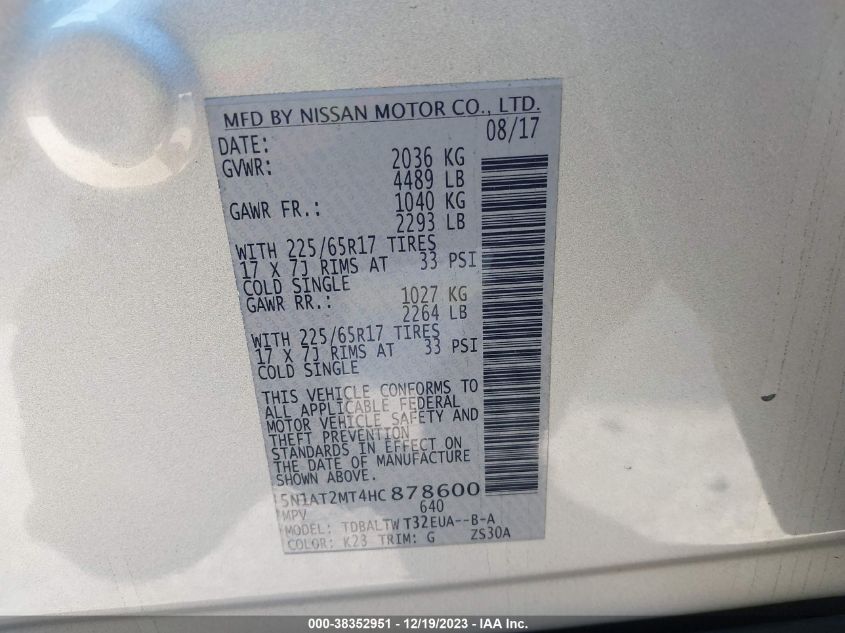 MFD BY NISSAN MOTOR CO., LTD.
DATE: 08/17
GVWR: 2036 KG
4489 LB
GAWR FR.: 1040 KG
2293 LB
WITH 225/65R17 TIRES
17 X 7J RIMS AT 33 PSI
COLD SINGLE
GAWR RR.: 1027 KG
2264 LB
WITH 225/65R17 TIRES
17 X 7J RIMS AT 33 PSI
COLD SINGLE
THIS VEHICLE CONFORMS TO
ALL APPLICABLE FEDERAL
MOTOR VEHICLE SAFETY AND
THEFT PREVENTION
STANDARDS IN EFFECT ON
THE DATE OF MANUFACTURE
SHOWN ABOVE.
5N1AT2MT4HC878600
MPV 640
MODEL: TDBALTWT32EUA--B-A
COLOR: K23 TRIM: G ZS30A
000-38352951 - 12/19/2023 - IAA Inc.